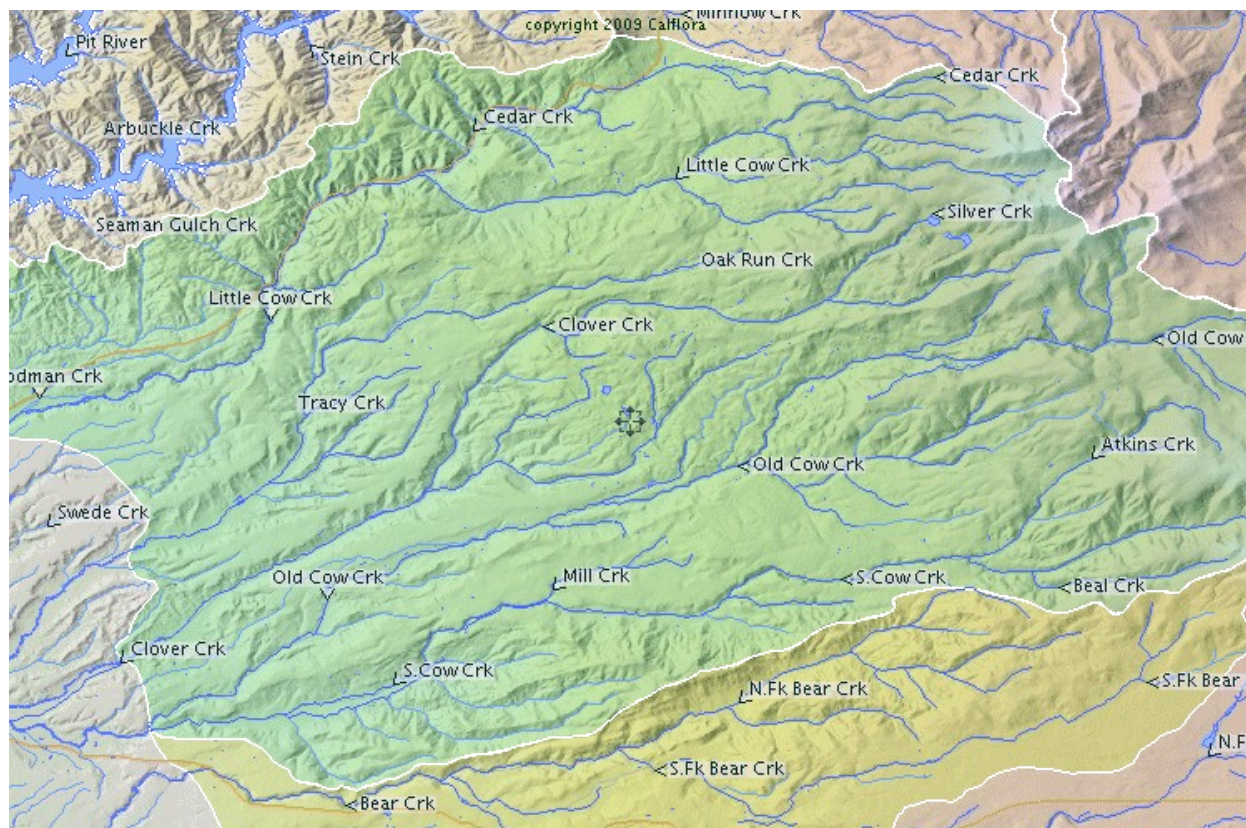 Minnow Crk
copyright 2009 Calflora
Pit River
Stein Crk
Cedar Crk
Cedar Crk
Arbuckle Crk
Little Cow Crk
Seaman Gulch Crk
Silver Crk
Oak Run Crk
Little Cow Crk
Clover Crk
Old Cow
odman Crk
Tracy Crk
Atkins Crk
Old Cow Crk
Swede Crk
Old Cow Crk
Mill Crk
S.Cow Crk
Beal Crk
Clover Crk
S.Cow Crk
N.Fk Bear Crk
S.Fk Bear
N.F
S.Fk Bear Crk
Bear Crk